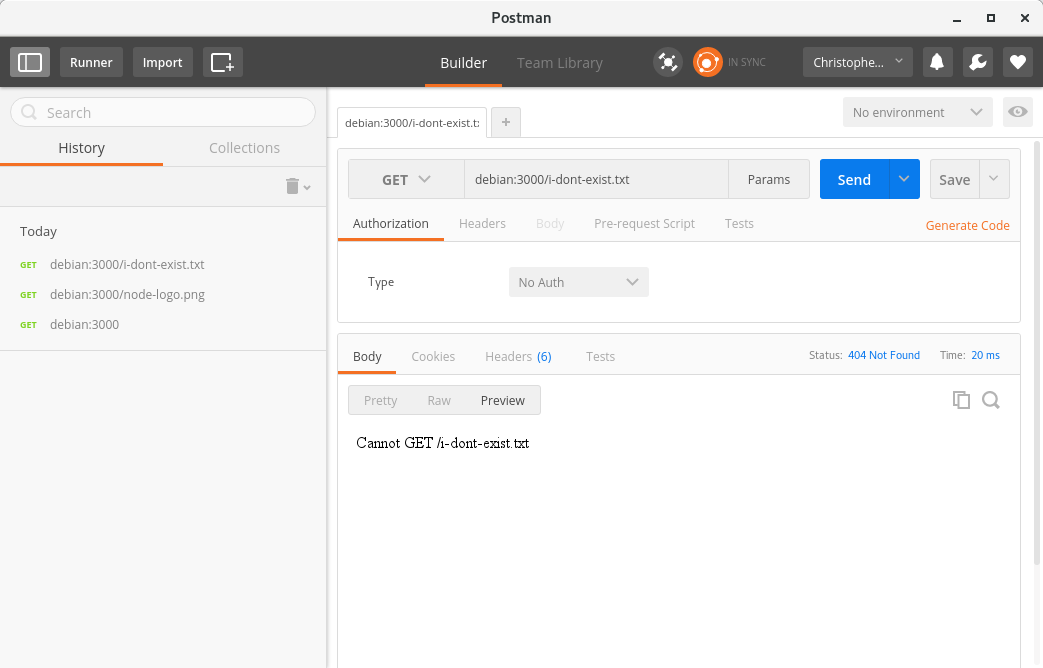 Postman
Runner Import Builder Team Library IN SYNC Christophe...
Search
debian:3000/i-dont-exist.t: + No environment
History Collections
GET debian:3000/i-dont-exist.txt Params Send Save
Authorization Headers Body Pre-request Script Tests Generate Code
Today
GET debian:3000/i-dont-exist.txt
GET debian:3000/node-logo.png
GET debian:3000
Type No Auth
Body Cookies Headers (6) Tests Status: 404 Not Found Time: 20 ms
Pretty Raw Preview
Cannot GET /i-dont-exist.txt